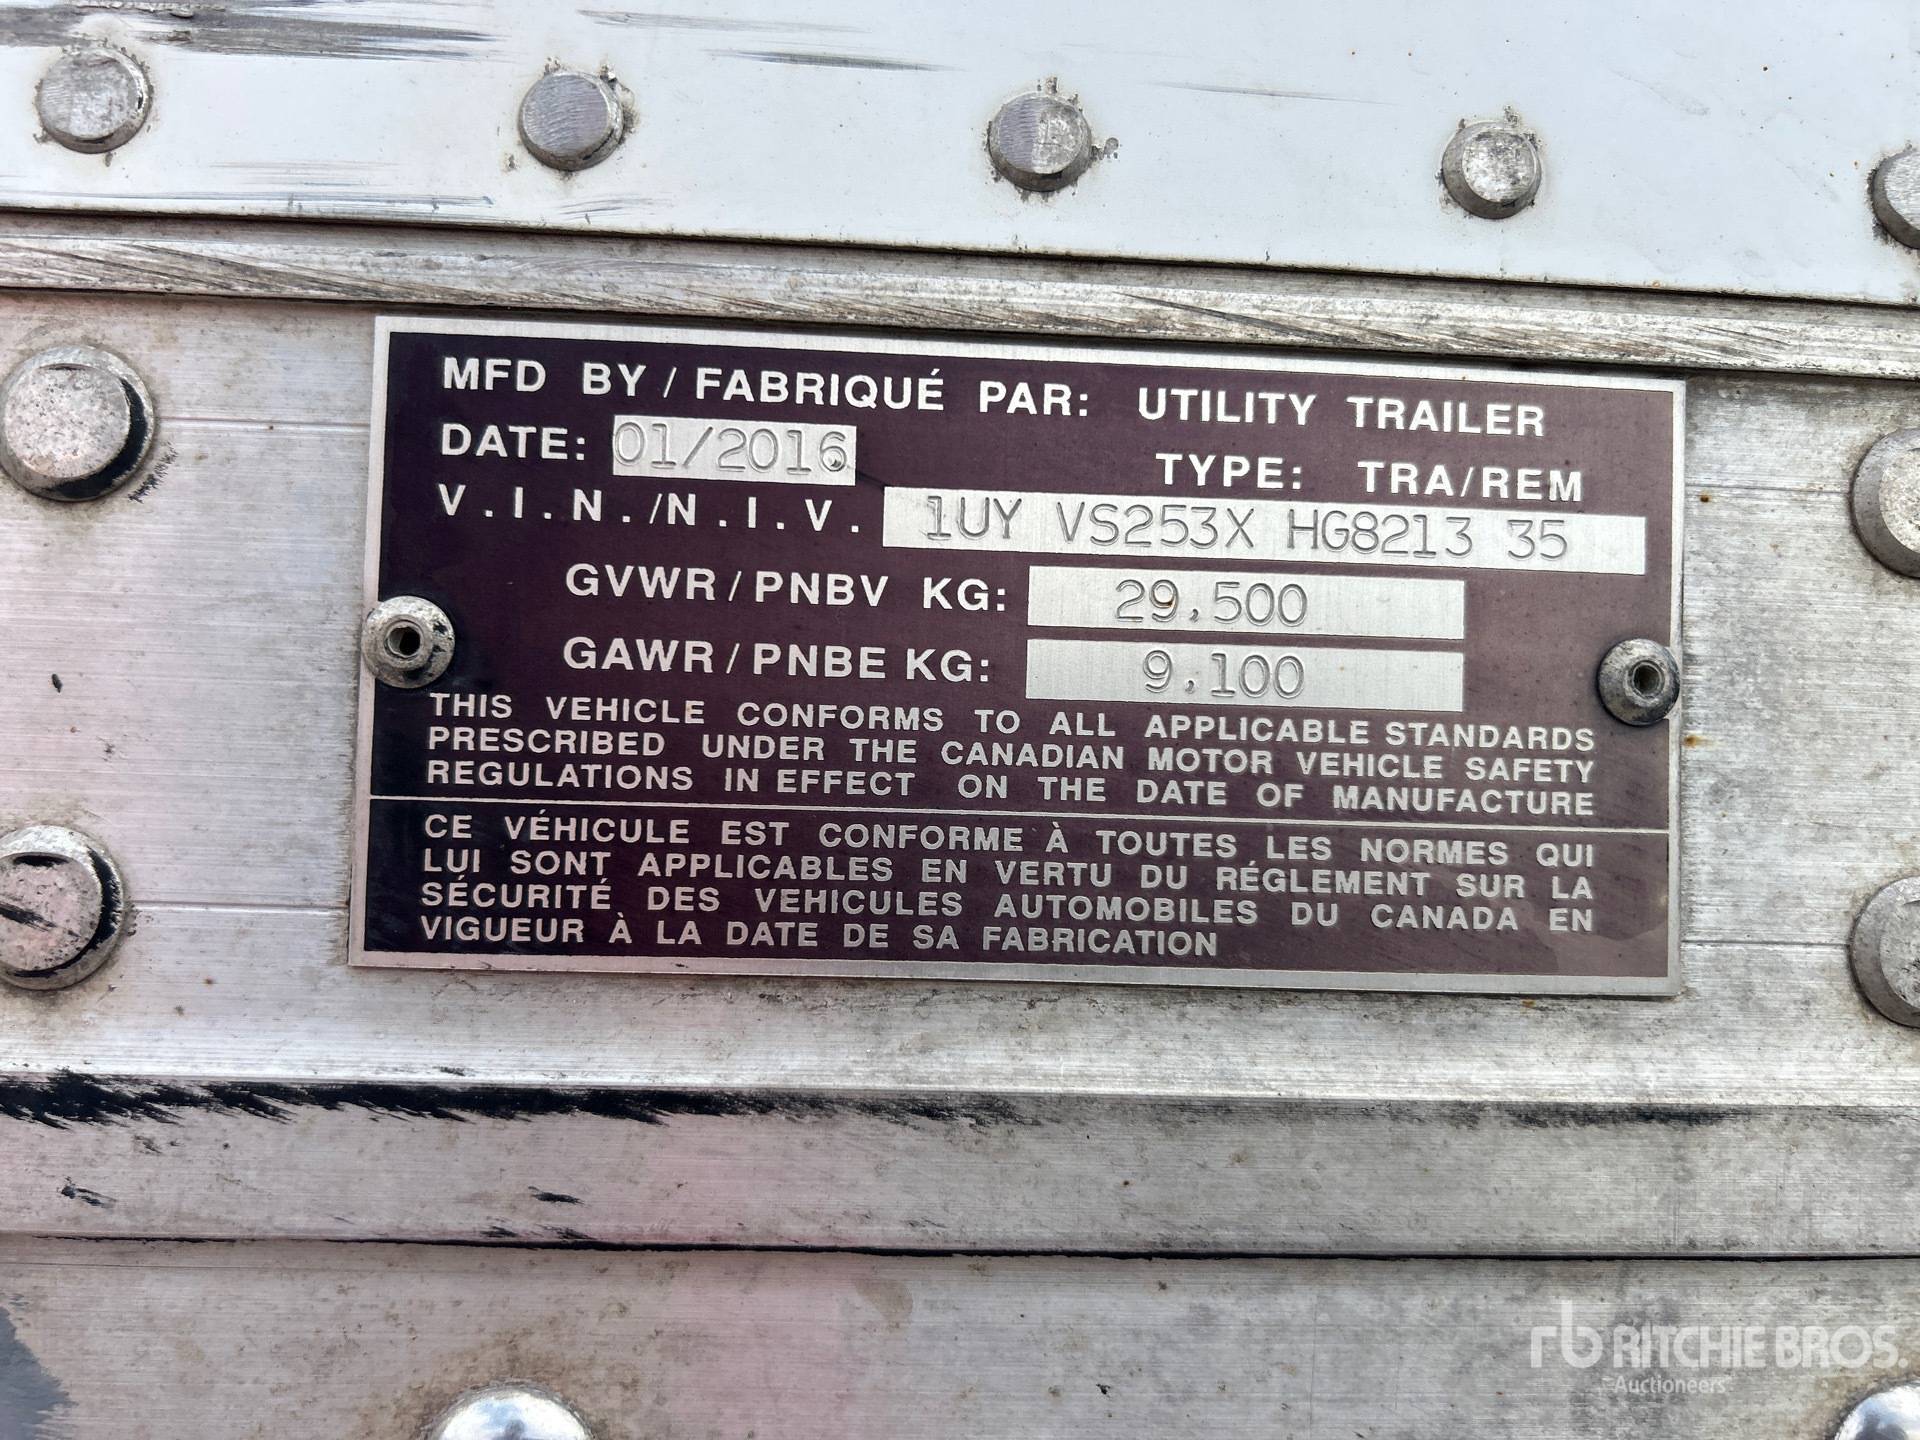 MFD BY / FABRIQUÉ PAR: UTILITY TRAILER
DATE: 01/2016 TYPE: TRA/REM
V.I.N./N.I.V. 1UY VS253X HG8213 35
GVWR / PNBV KG: 29,500
GAWR / PNBE KG: 9,100
THIS VEHICLE CONFORMS TO ALL APPLICABLE STANDARDS
PRESCRIBED UNDER THE CANADIAN MOTOR VEHICLE SAFETY
REGULATIONS IN EFFECT ON THE DATE OF MANUFACTURE
CE VÉHICULE EST CONFORME À TOUTES LES NORMES QUI
LUI SONT APPLICABLES EN VERTU DU RÉGLEMENT SUR LA
SÉCURITÉ DES VEHICULES AUTOMOBILES DU CANADA EN
VIGUEUR À LA DATE DE SA FABRICATION
rb RITCHIE BROS.
Auctioneers